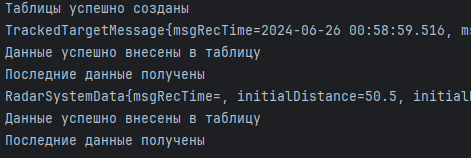 Таблицы успешно созданы
TrackedTargetMessage{msgRecTime=2024-06-26 00:58:59.516, ms
Данные успешно внесены в таблицу
Последние данные получены
RadarSystemData{msgRecTime=, initialDistance=50.5, initial
Данные успешно внесены в таблицу
Последние данные получены